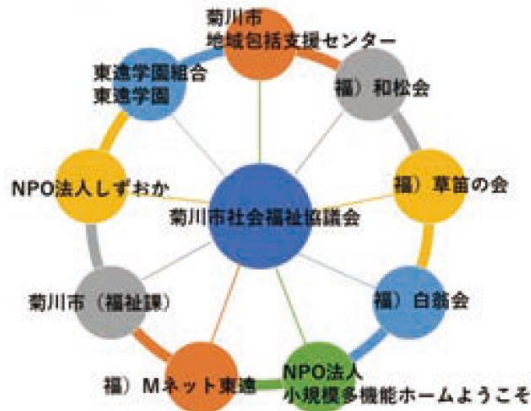 菊川市
地域包括支援センター
福）和松会
福）草笛の会
福）白翁会
NPO法人
小規模多機能ホームようこそ
福）Mネット東遠
菊川市（福祉課）
NPO法人しずおか
東遠学園組合
東遠学園
菊川市社会福祉協議会